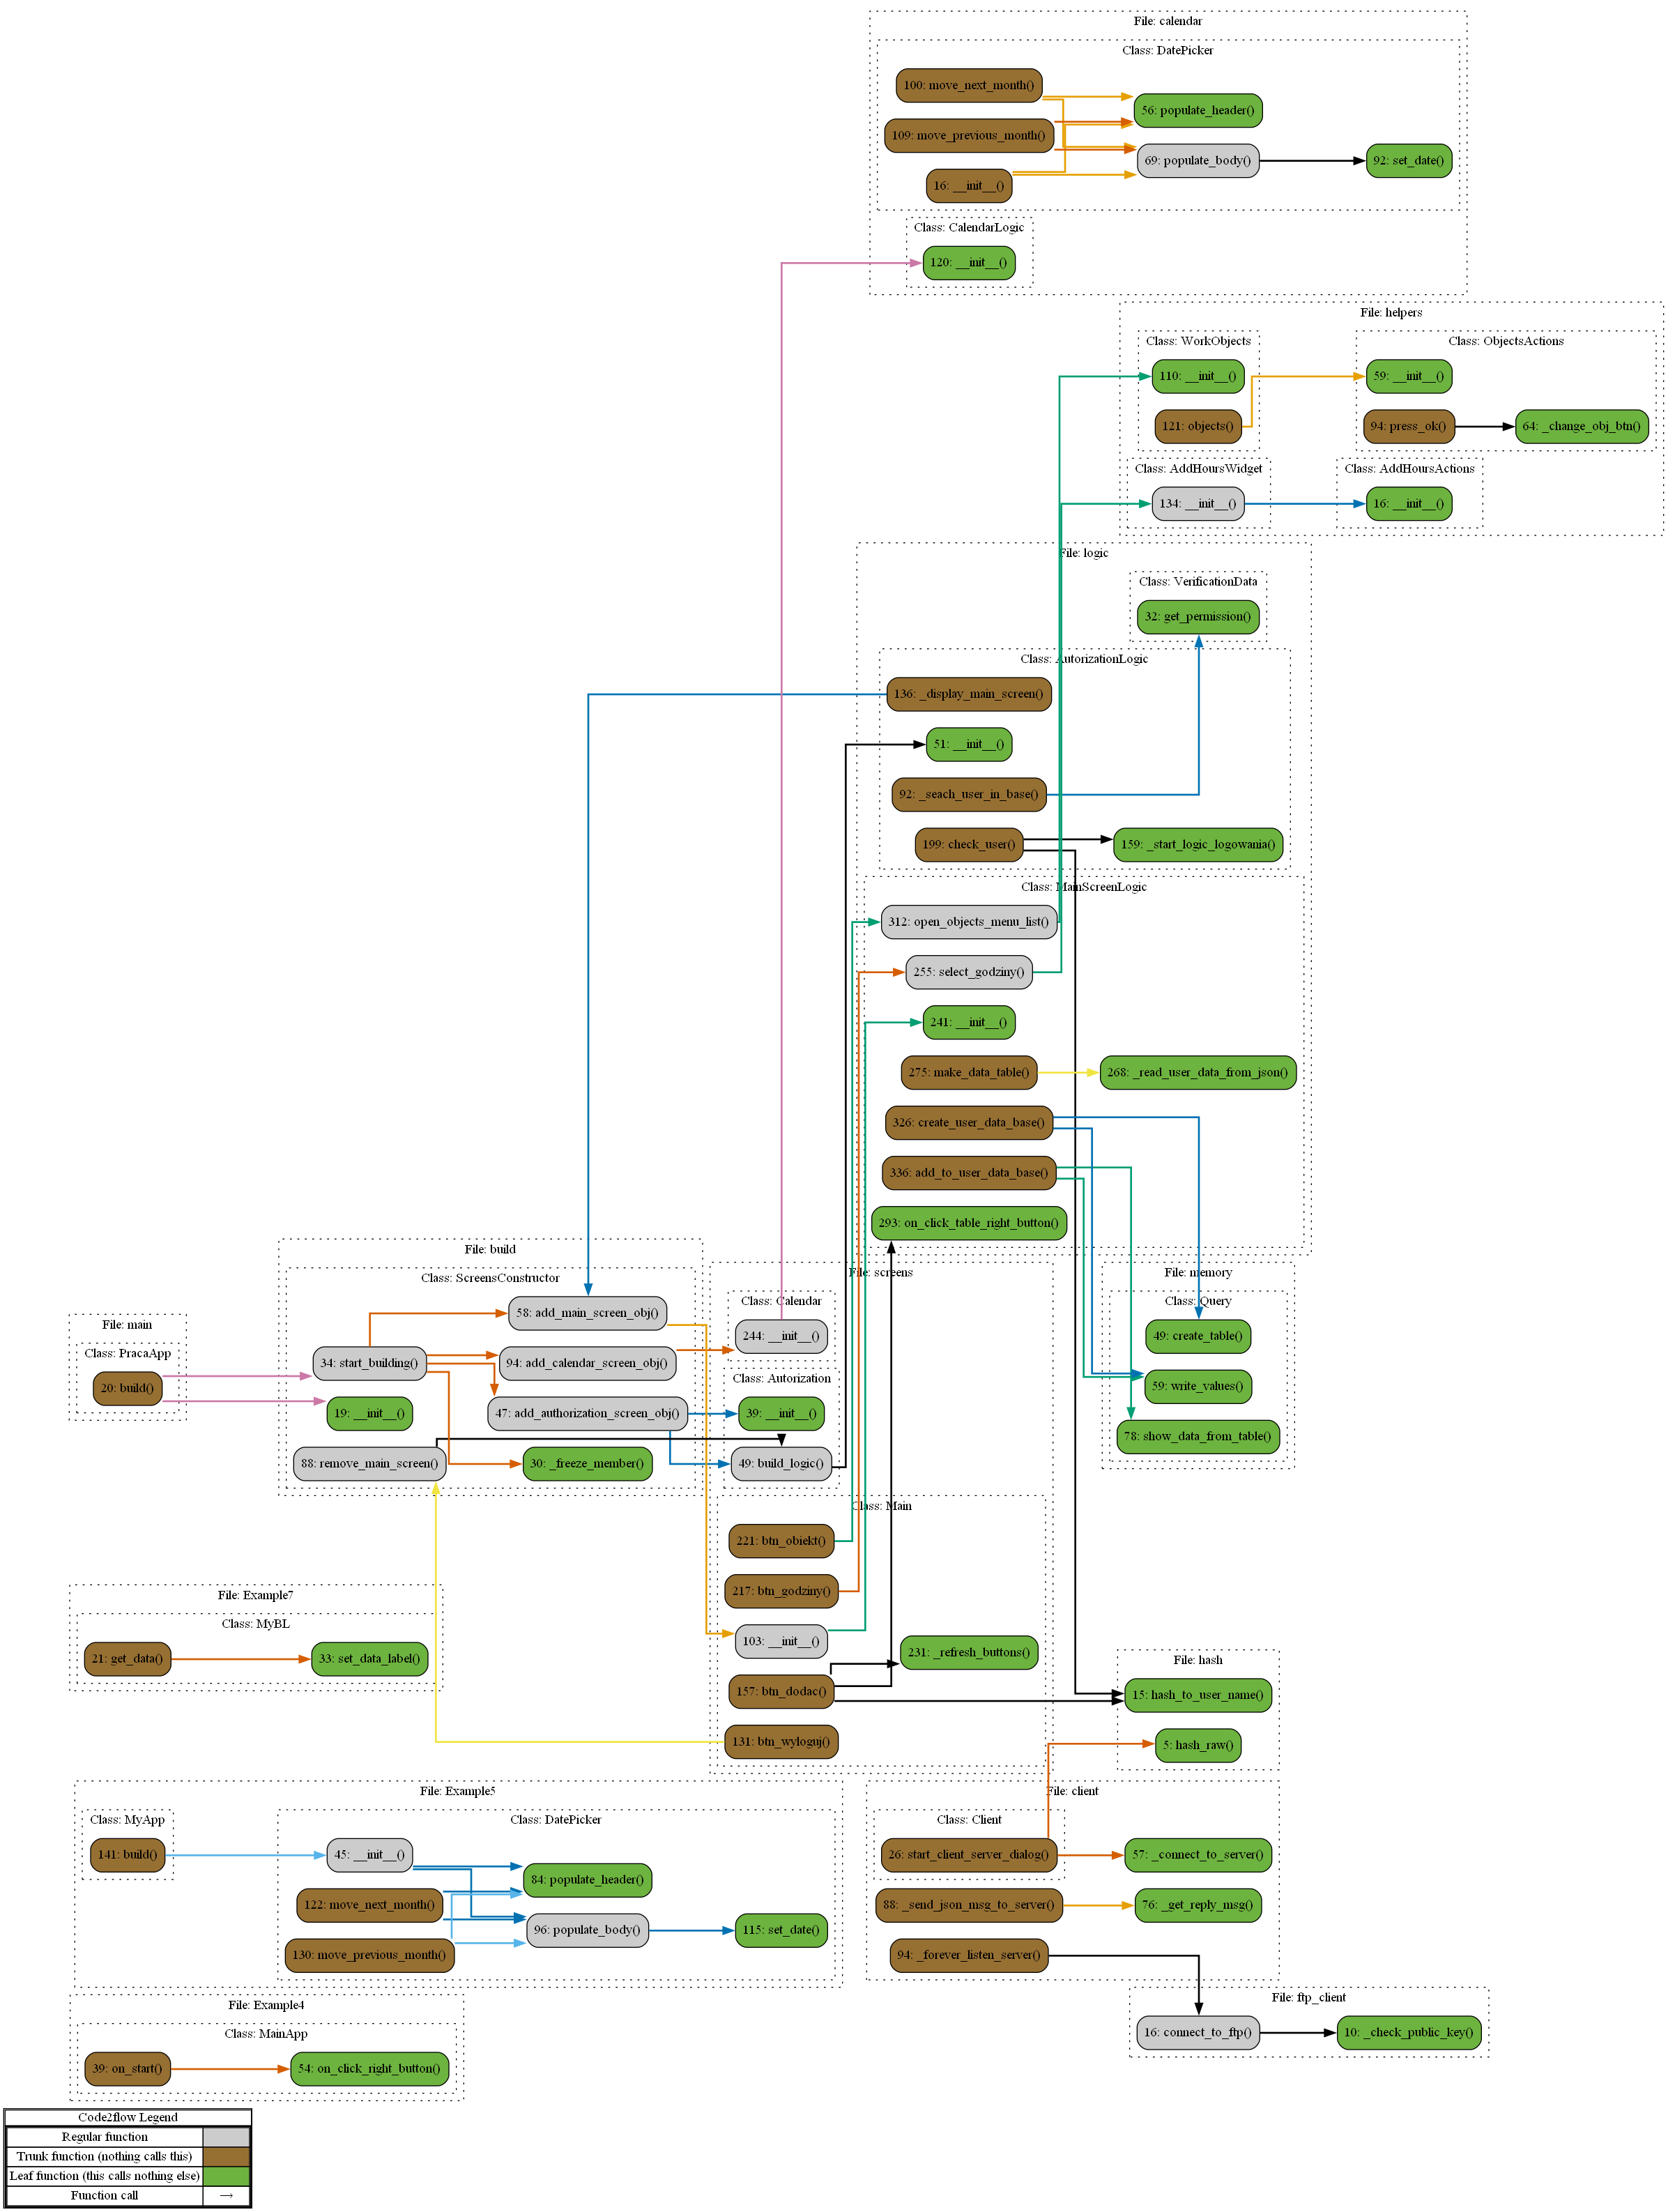 File: calendar
Class: DatePicker
100: move_next_month()
56: populate_header()
109: move_previous_month()
69: populate_body()
92: set_date()
16: __init__()
Class: CalendarLogic
120: __init__()
File: helpers
Class: WorkObjects
Class: ObjectsActions
110: __init__()
59: __init__()
121: objects()
94: press_ok()
64: _change_obj_btn()
Class: AddHoursWidget
Class: AddHoursActions
134: __init__()
16: __init__()
File: logic
Class: VerificationData
32: get_permission()
Class: AutorizationLogic
136: _display_main_screen()
51: __init__()
92: _seach_user_in_base()
199: check_user()
159: _start_logic_logowania()
Class: MainScreenLogic
312: open_objects_menu_list()
255: select_godziny()
241: __init__()
275: make_data_table()
268: _read_user_data_from_json()
326: create_user_data_base()
336: add_to_user_data_base()
293: on_click_table_right_button()
File: build
Class: ScreensConstructor
58: add_main_screen_obj()
34: start_building()
94: add_calendar_screen_obj()
19: __init__()
47: add_authorization_screen_obj()
88: remove_main_screen()
30: _freeze_member()
File: main
Class: PracaApp
20: build()
File: screens
Class: Calendar
244: __init__()
Class: Autorization
39: __init__()
49: build_logic()
Class: Main
221: btn_obiekt()
217: btn_godziny()
103: __init__()
231: _refresh_buttons()
157: btn_dodac()
131: btn_wyloguj()
File: memory
Class: Query
49: create_table()
59: write_values()
78: show_data_from_table()
File: Example7
Class: MyBL
21: get_data()
33: set_data_label()
File: hash
15: hash_to_user_name()
5: hash_raw()
File: Example5
Class: MyApp
141: build()
Class: DatePicker
45: __init__()
84: populate_header()
122: move_next_month()
96: populate_body()
115: set_date()
130: move_previous_month()
File: client
Class: Client
26: start_client_server_dialog()
57: _connect_to_server()
88: _send_json_msg_to_server()
76: _get_reply_msg()
94: _forever_listen_server()
File: ftp_client
16: connect_to_ftp()
10: _check_public_key()
File: Example4
Class: MainApp
39: on_start()
54: on_click_right_button()
Code2flow Legend
Regular function
Trunk function (nothing calls this)
Leaf function (this calls nothing else)
Function call →